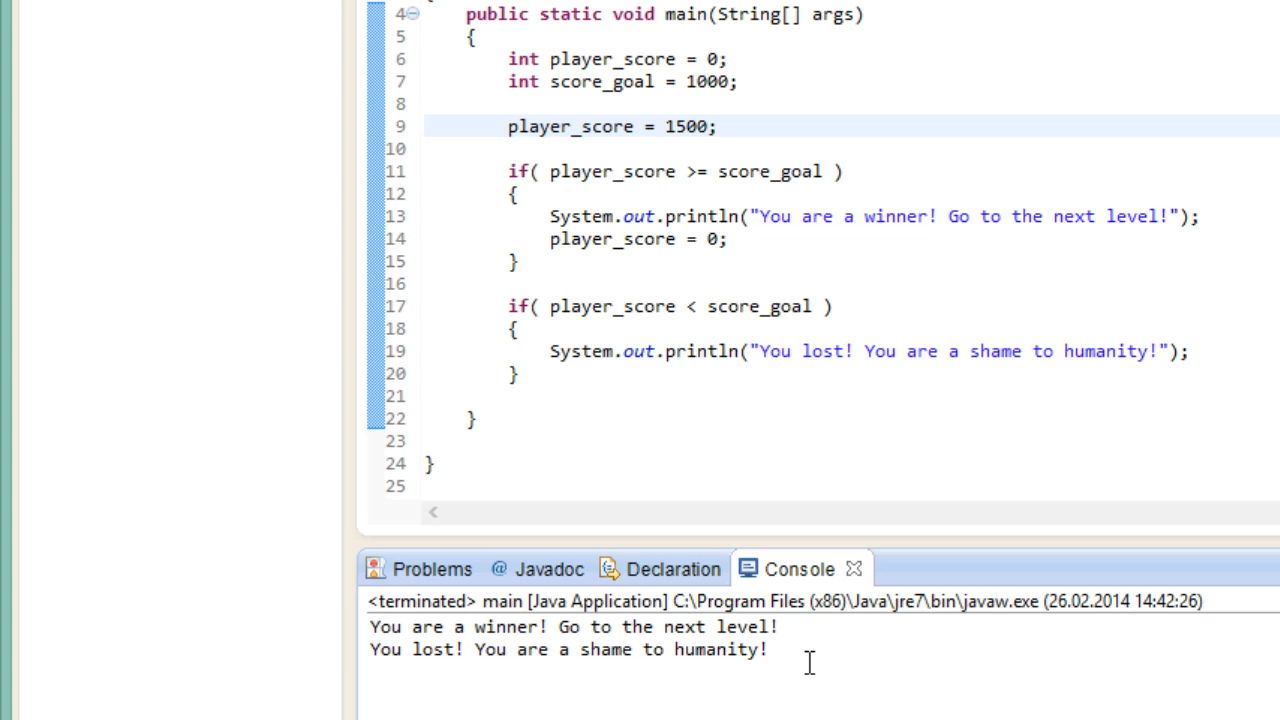 4 public static void main(String[] args)
5 {
6 int player_score = 0;
7 int score_goal = 1000;
8
9 player_score = 1500;
10
11 if( player_score >= score_goal )
12 {
13 System.out.println("You are a winner! Go to the next level!");
14 player_score = 0;
15 }
16
17 if( player_score < score_goal )
18 {
19 System.out.println("You lost! You are a shame to humanity!");
20 }
21
22 }
23
24 }
25
Problems @ Javadoc Declaration Console
<terminated> main [Java Application] C:\Program Files (x86)\Java\jre7\bin\javaw.exe (26.02.2014 14:42:26)
You are a winner! Go to the next level!
You lost! You are a shame to humanity!